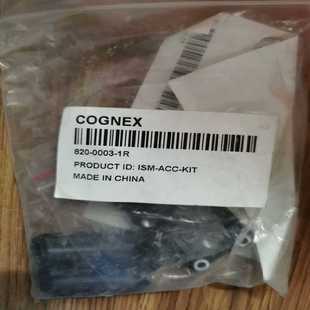 COGNEX
820-0003-1R
PRODUCT ID: ISM-ACC-KIT
MADE IN CHINA